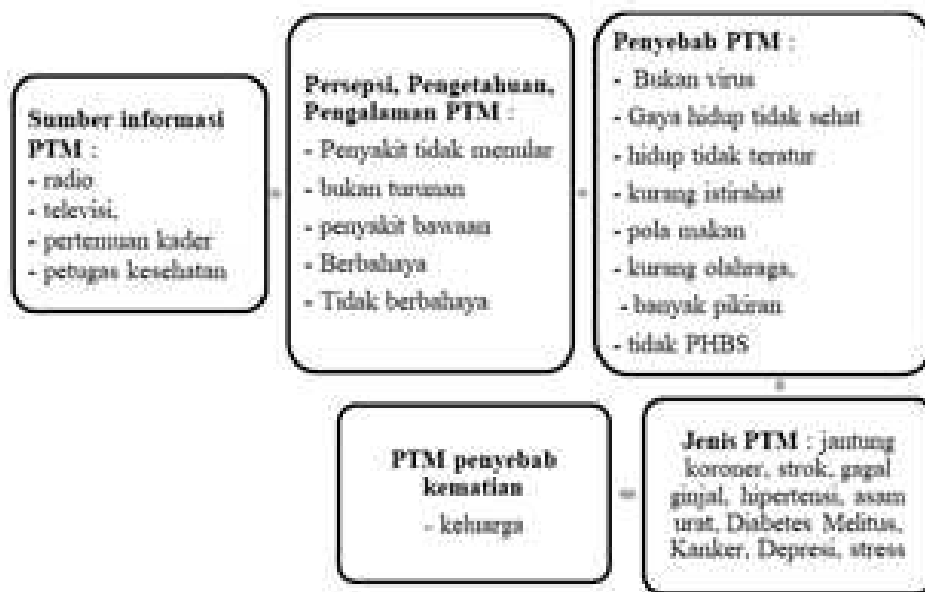 Sumber informasi
PTM :
- radio
- televisi,
- pertemuan kader
- petugas kesehatan
Persepsi, Pengetahuan,
Pengalaman PTM :
- Penyakit tidak menular
- bukan turunan
- penyakit bawaan
- Berbahaya
- Tidak berbahaya
Penyebab PTM :
- Bukan virus
- Gaya hidup tidak sehat
- hidup tidak teratur
- kurang istirahat
- pola makan
- kurang olahraga,
- banyak pikiran
- tidak PHBS
Jenis PTM : jantung
koroner, strok, gagal
ginjal, hipertensi, asam
urat, Diabetes Melitus,
Kanker, Depresi, stress
PTM penyebab
kematian
- keluarga